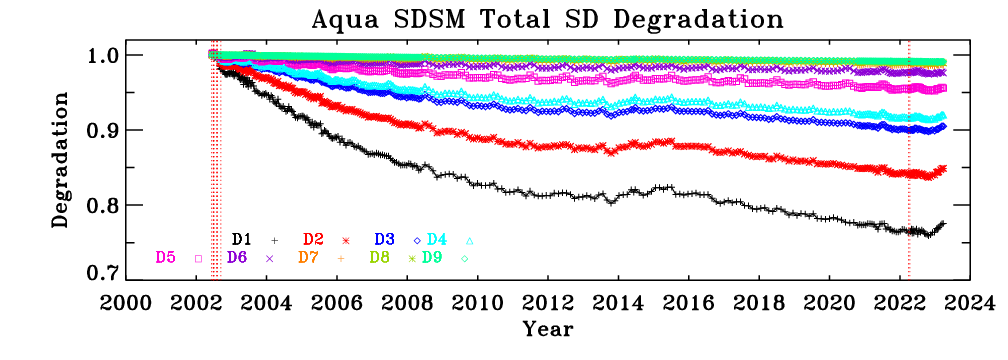 Aqua SDSM Total SD Degradation
Degradation
1.0
0.9
0.8
0.7
D1 D2 D3 D4
D5 D6 D7 D8 D9
2000 2002 2004 2006 2008 2010 2012 2014 2016 2018 2020 2022 2024
Year